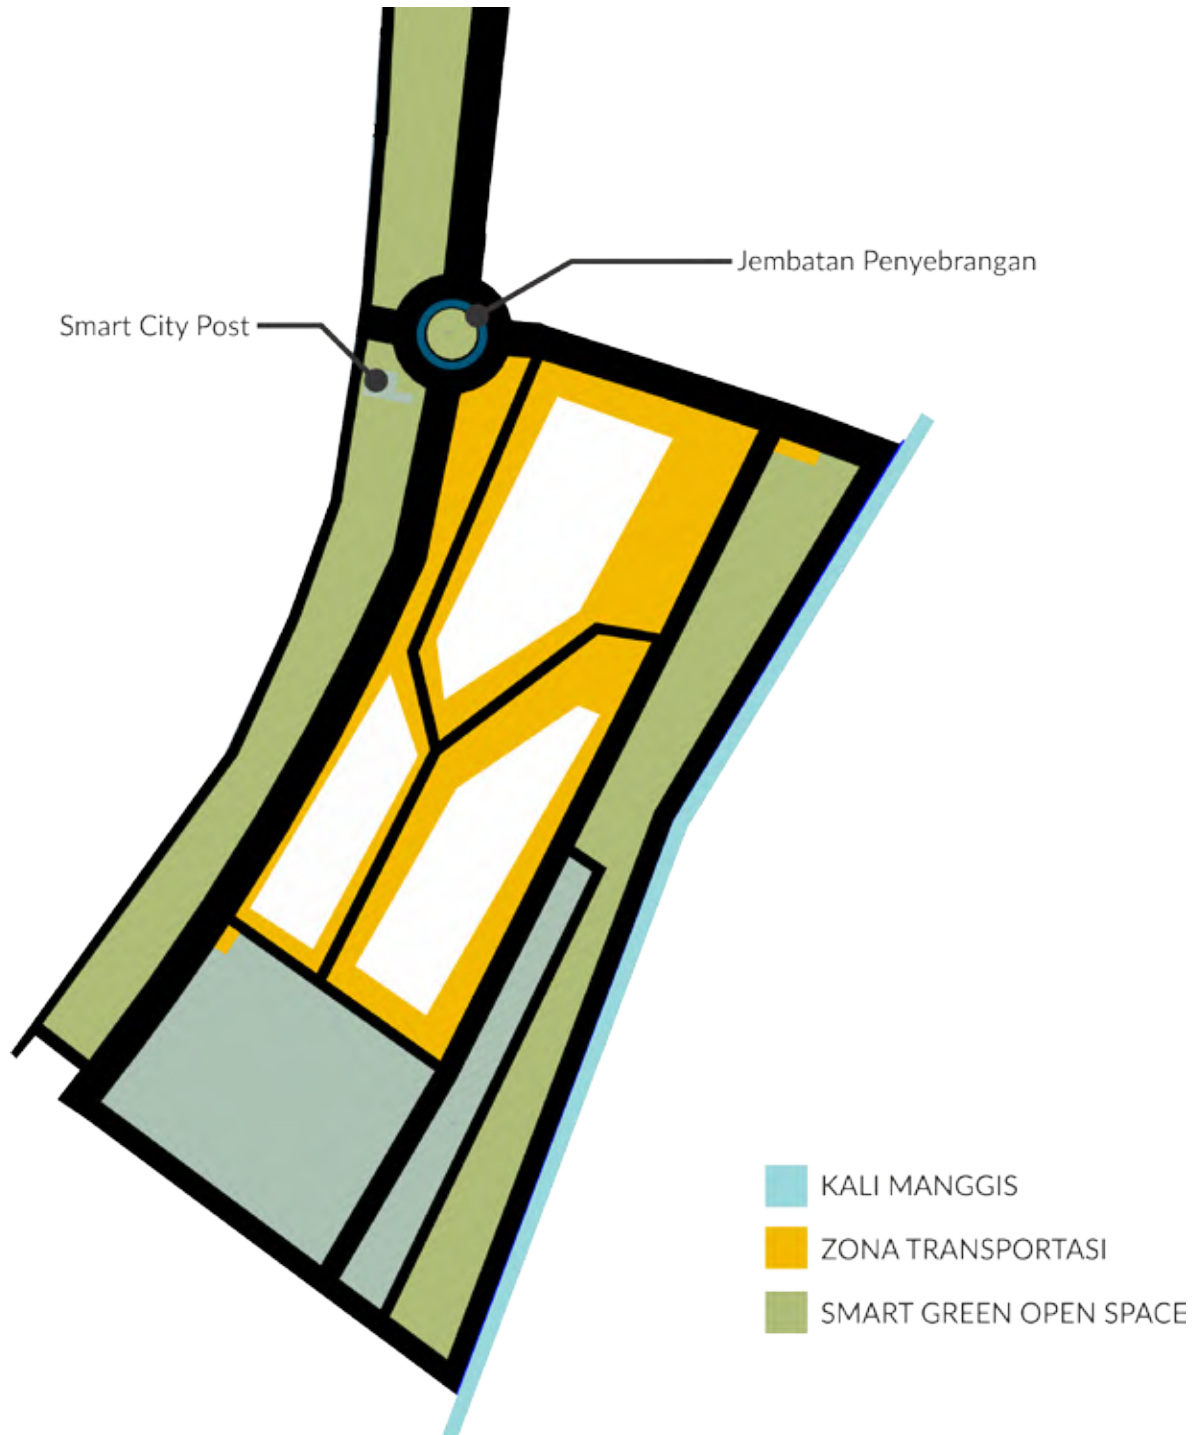 Jembatan Penyebrangan
Smart City Post
KALI MANGGIS
ZONA TRANSPORTASI
SMART GREEN OPEN SPACE